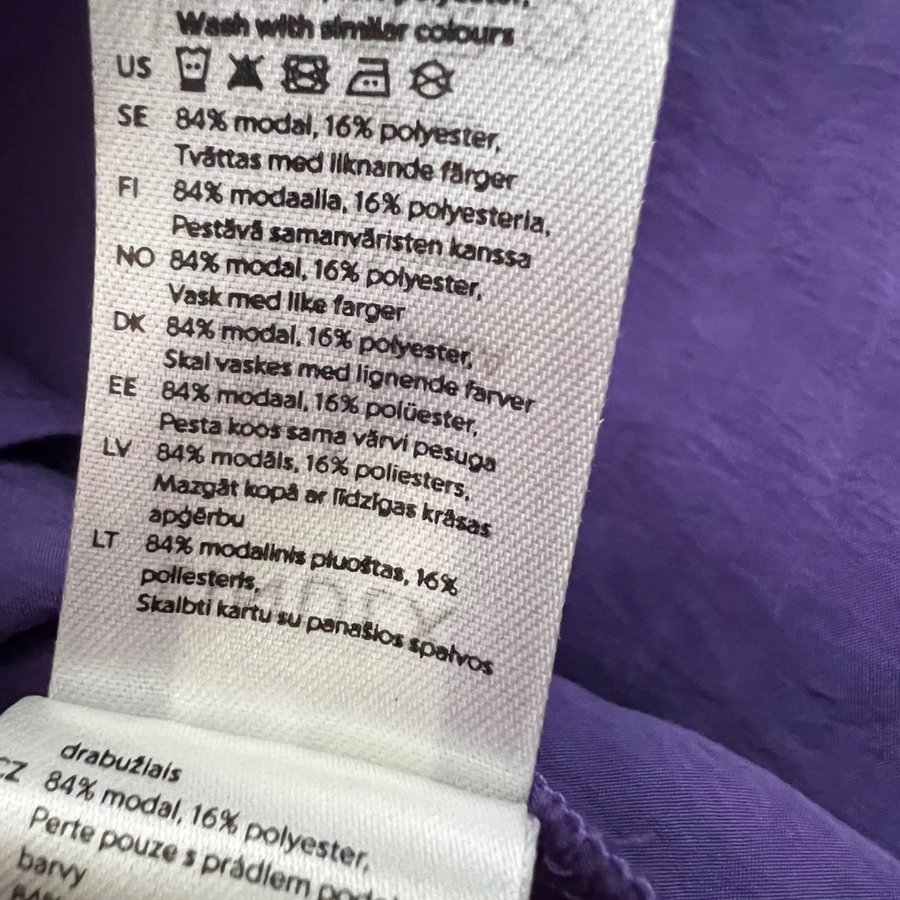 polyester,
Wash with similar colours
US
SE 84% modal, 16% polyester,
Tvättas med liknande färger
FI 84% modaalia, 16% polyesteria,
Pestävä samanväristen kanssa
NO 84% modal, 16% polyester,
Vask med like farger
DK 84% modal, 16% polyester,
Skal vaskes med lignende farver
EE 84% modaal, 16% polüester,
Pesta koos sama värvi pesuga
LV 84% modāls, 16% poliesters,
Mazgāt kopā ar līdzīgas krāsas
apģērbu
LT 84% modalinis pluoštas, 16%
poliesteris,
Skalbti kartu su panašios spalvos
drabužiais
CZ 84% modal, 16% polyester,
Perte pouze s prádlem
barvy
84%